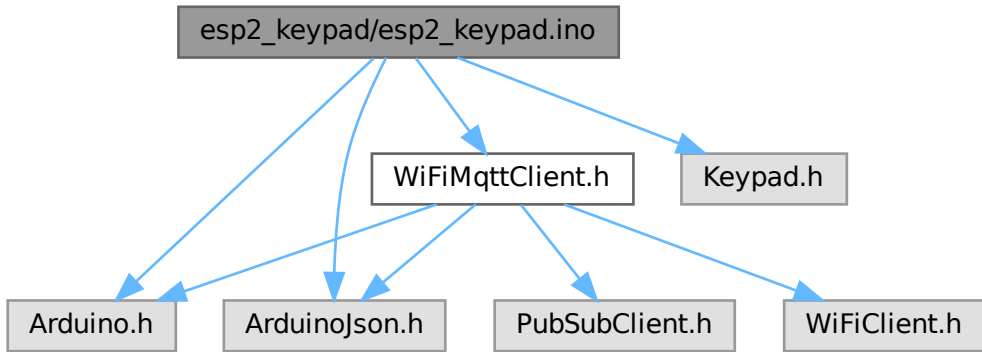 esp2_keypad/esp2_keypad.ino
WiFiMqttClient.h
Keypad.h
Arduino.h
ArduinoJson.h
PubSubClient.h
WiFiClient.h